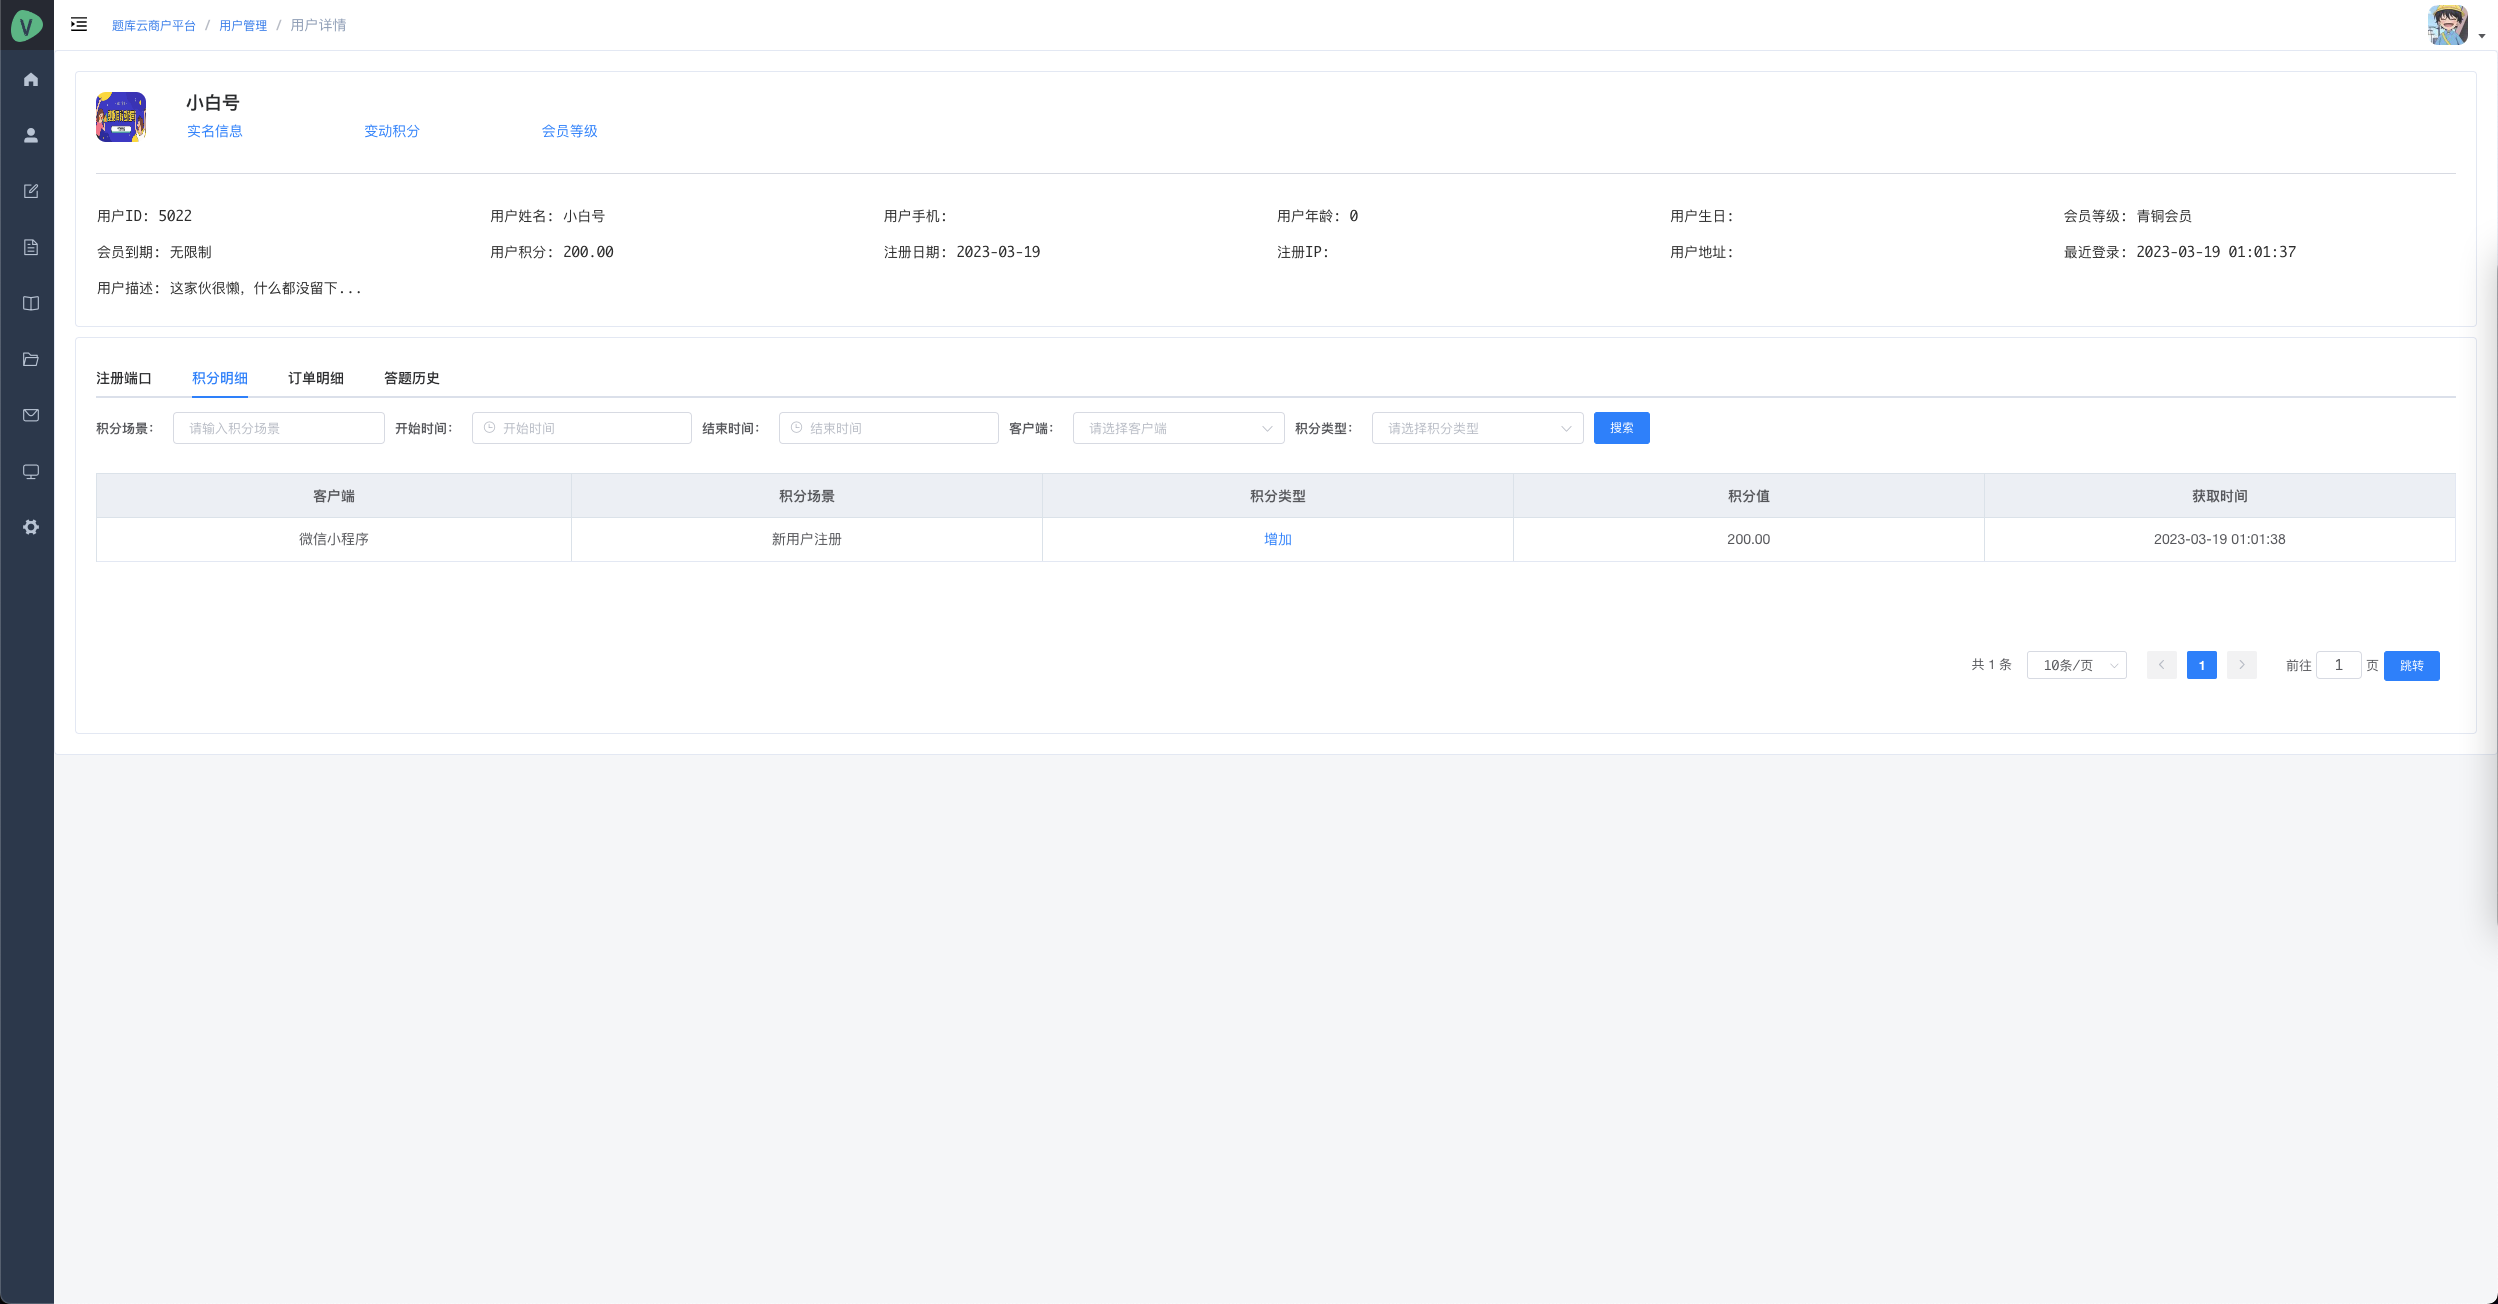 V
题库云商户平台 / 用户管理 / 用户详情
小白号
实名信息 变动积分 会员等级
用户ID: 5022 用户姓名: 小白号 用户手机: 用户年龄: 0 用户生日: 会员等级: 青铜会员
会员到期: 无限制 用户积分: 200.00 注册日期: 2023-03-19 注册IP: 用户地址: 最近登录: 2023-03-19 01:01:37
用户描述: 这家伙很懒, 什么都没留下...
注册端口 积分明细 订单明细 答题历史
积分场景: 请输入积分场景 开始时间: 开始时间 结束时间: 结束时间 客户端: 请选择客户端 积分类型: 请选择积分类型 搜索
客户端 积分场景 积分类型 积分值 获取时间
微信小程序 新用户注册 增加 200.00 2023-03-19 01:01:38
共 1 条 10条/页 1 前往 1 页 跳转